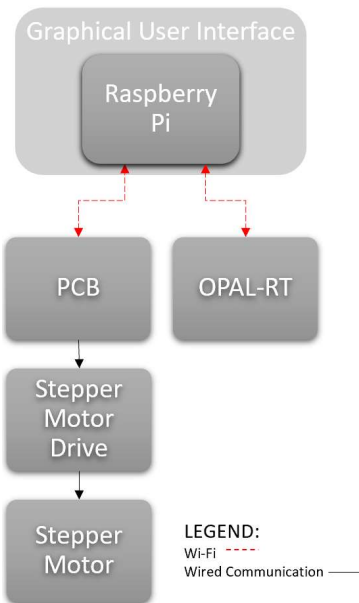 Graphical User Interface
Raspberry
Pi
PCB
OPAL-RT
Stepper
Motor
Drive
Stepper
Motor
LEGEND:
Wi-Fi
Wired Communication